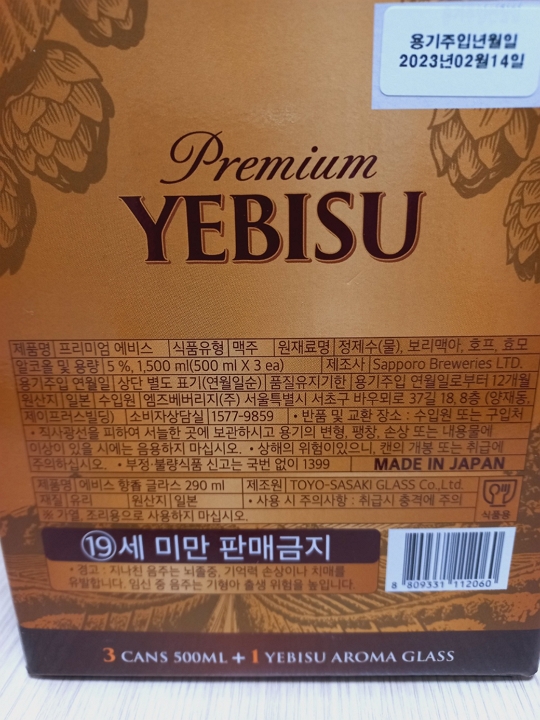 용기주입년월일
2023년02월14일
Premium
YEBISU
제품명 프리미엄 에비스 식품유형 맥주 원재료명 정제수(물), 보리맥아, 호프, 효모
알코올 및 용량 5 %, 1,500 ml(500 ml X 3 ea) 제조사 Sapporo Breweries LTD.
용기주입 연월일 상단 별도 표기(연월일순) 품질유지기한 용기주입 연월일로부터 12개월
원산지 일본 수입원 엠즈베버리지(주) 서울특별시 서초구 바우뫼로 37길 18, 8층 (양재동,
제이프러스빌딩) 소비자상담실 1577-9859 • 반품 및 교환 장소 : 수입원 또는 구입처
• 직사광선을 피하여 서늘한 곳에 보관하시고 용기의 변형, 팽창, 손상 또는 내용물에
이상이 있을 시에는 음용하지 마십시오. • 상해의 위험이 있으니, 캔의 개봉 또는 취급에
주의하십시오. • 부정·불량식품 신고는 국번 없이 1399 MADE IN JAPAN
제품명 에비스 향홉 글라스 290 ml 제조원 TOYO-SASAKI GLASS Co.,Ltd.
재질 유리 원산지 일본 • 사용 시 주의사항 : 취급시 충격에 주의
※ 가열 조리용으로 사용하지 마십시오.
식품용
⑲세 미만 판매금지
• 경고 : 지나친 음주는 뇌졸중, 기억력 손상이나 치매를
유발합니다. 임신 중 음주는 기형아 출생 위험을 높입니다.
8 809331 112060
3 CANS 500ML + 1 YEBISU AROMA GLASS